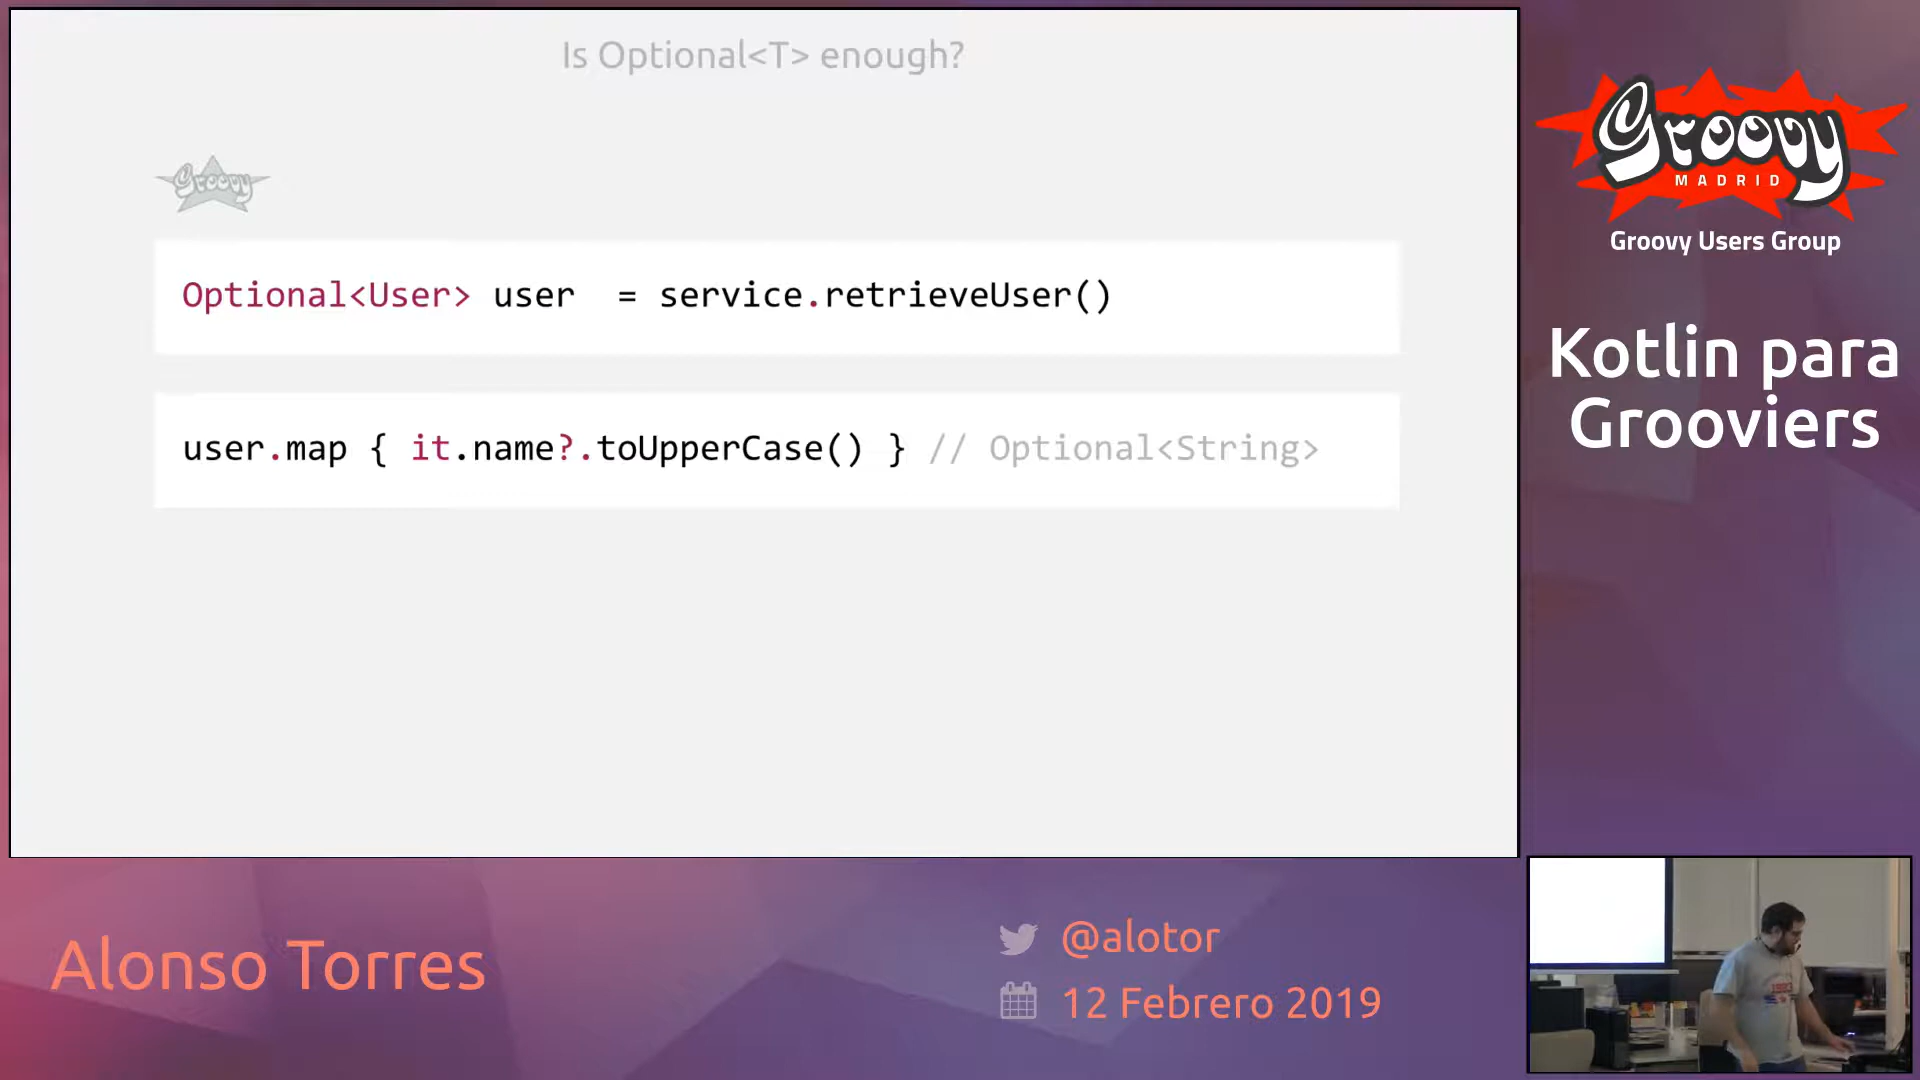 Is Optional<T> enough?
Groovy
Optional<User> user  = service.retrieveUser()
user.map { it.name?.toUpperCase() } // Optional<String>
Groovy
MADRID
Groovy Users Group
Kotlin para
Grooviers
Alonso Torres
@alotor
12 Febrero 2019